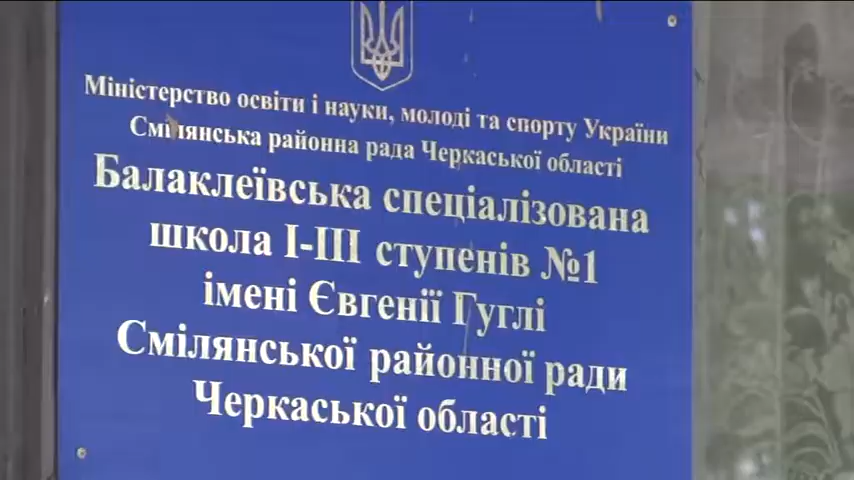 Міністерство освіти і науки, молоді та спорту України
Смілянська районна рада Черкаської області
Балаклеївська спеціалізована
школа І-ІІІ ступенів №1
імені Євгенії Гуглі
Смілянської районної ради
Черкаської області